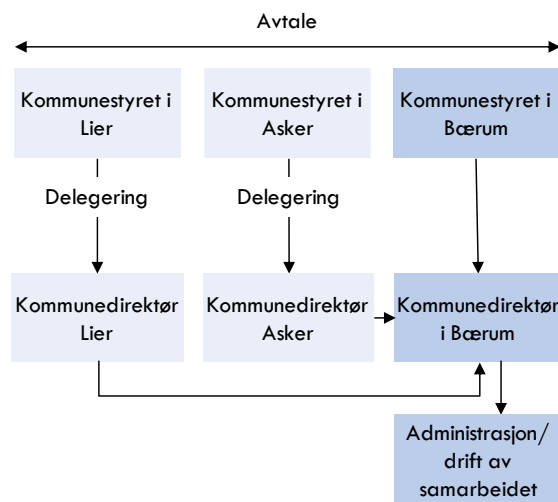 Avtale
Kommunestyret i
Lier
Kommunestyret i
Asker
Kommunestyret i
Bærum
Delegering
Delegering
Kommunedirektør
Lier
Kommunedirektør
Asker
Kommunedirektør
i Bærum
Administrasjon/
drift av
samarbeidet